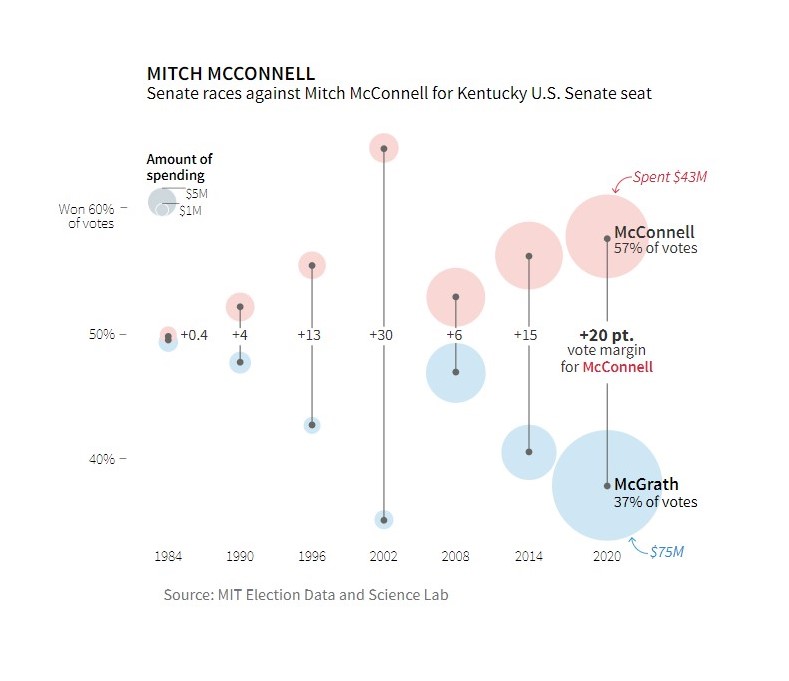 MITCH MCCONNELL
Senate races against Mitch McConnell for Kentucky U.S. Senate seat
Amount of
spending
$5M
$1M
Won 60%
of votes
50%
40%
Spent $43M
McConnell
57% of votes
+0.4
+4
+13
+30
+6
+15
+20 pt.
vote margin
for McConnell
McGrath
37% of votes
$75M
1984
1990
1996
2002
2008
2014
2020
Source: MIT Election Data and Science Lab